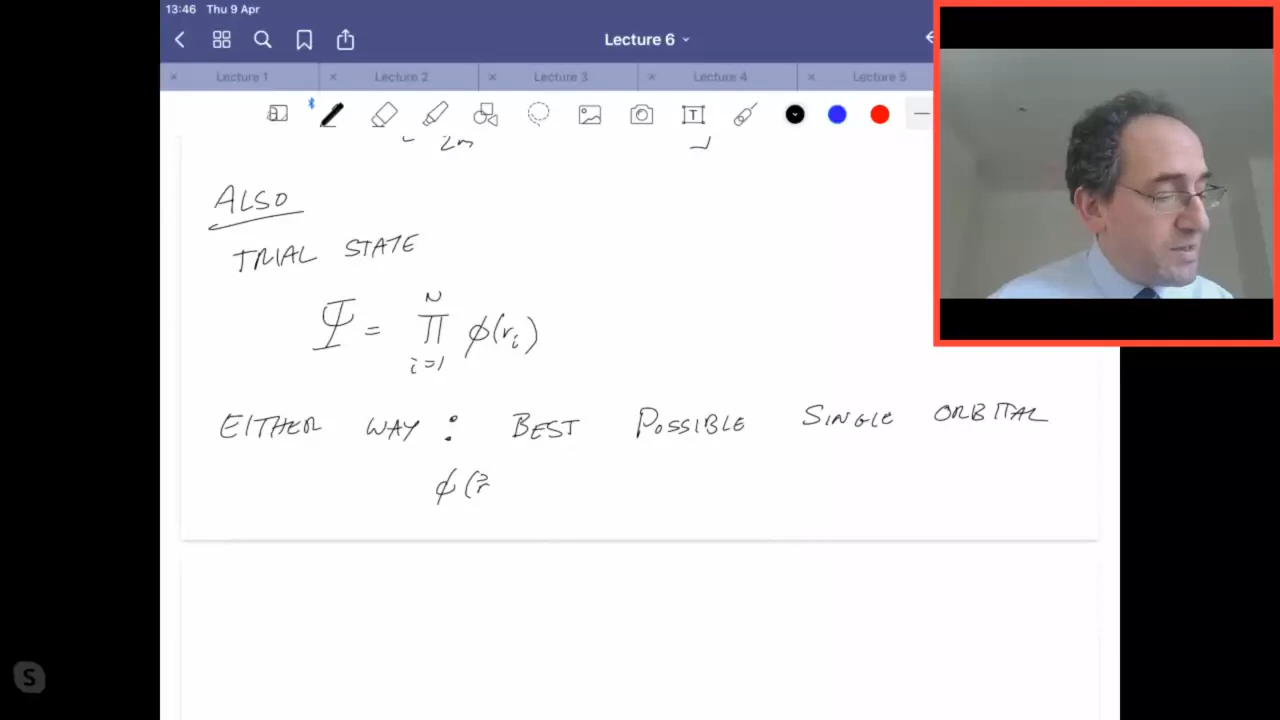 13:46 Thu 9 Apr
Lecture 6
Lecture 1 Lecture 2 Lecture 3 Lecture 4 Lecture 5
2m
ALSO
TRIAL STATE
Ψ = ∏_{i=1}^{N} φ(r_i)
EITHER WAY : BEST POSSIBLE SINGLE ORBITAL
φ(r⃗
S